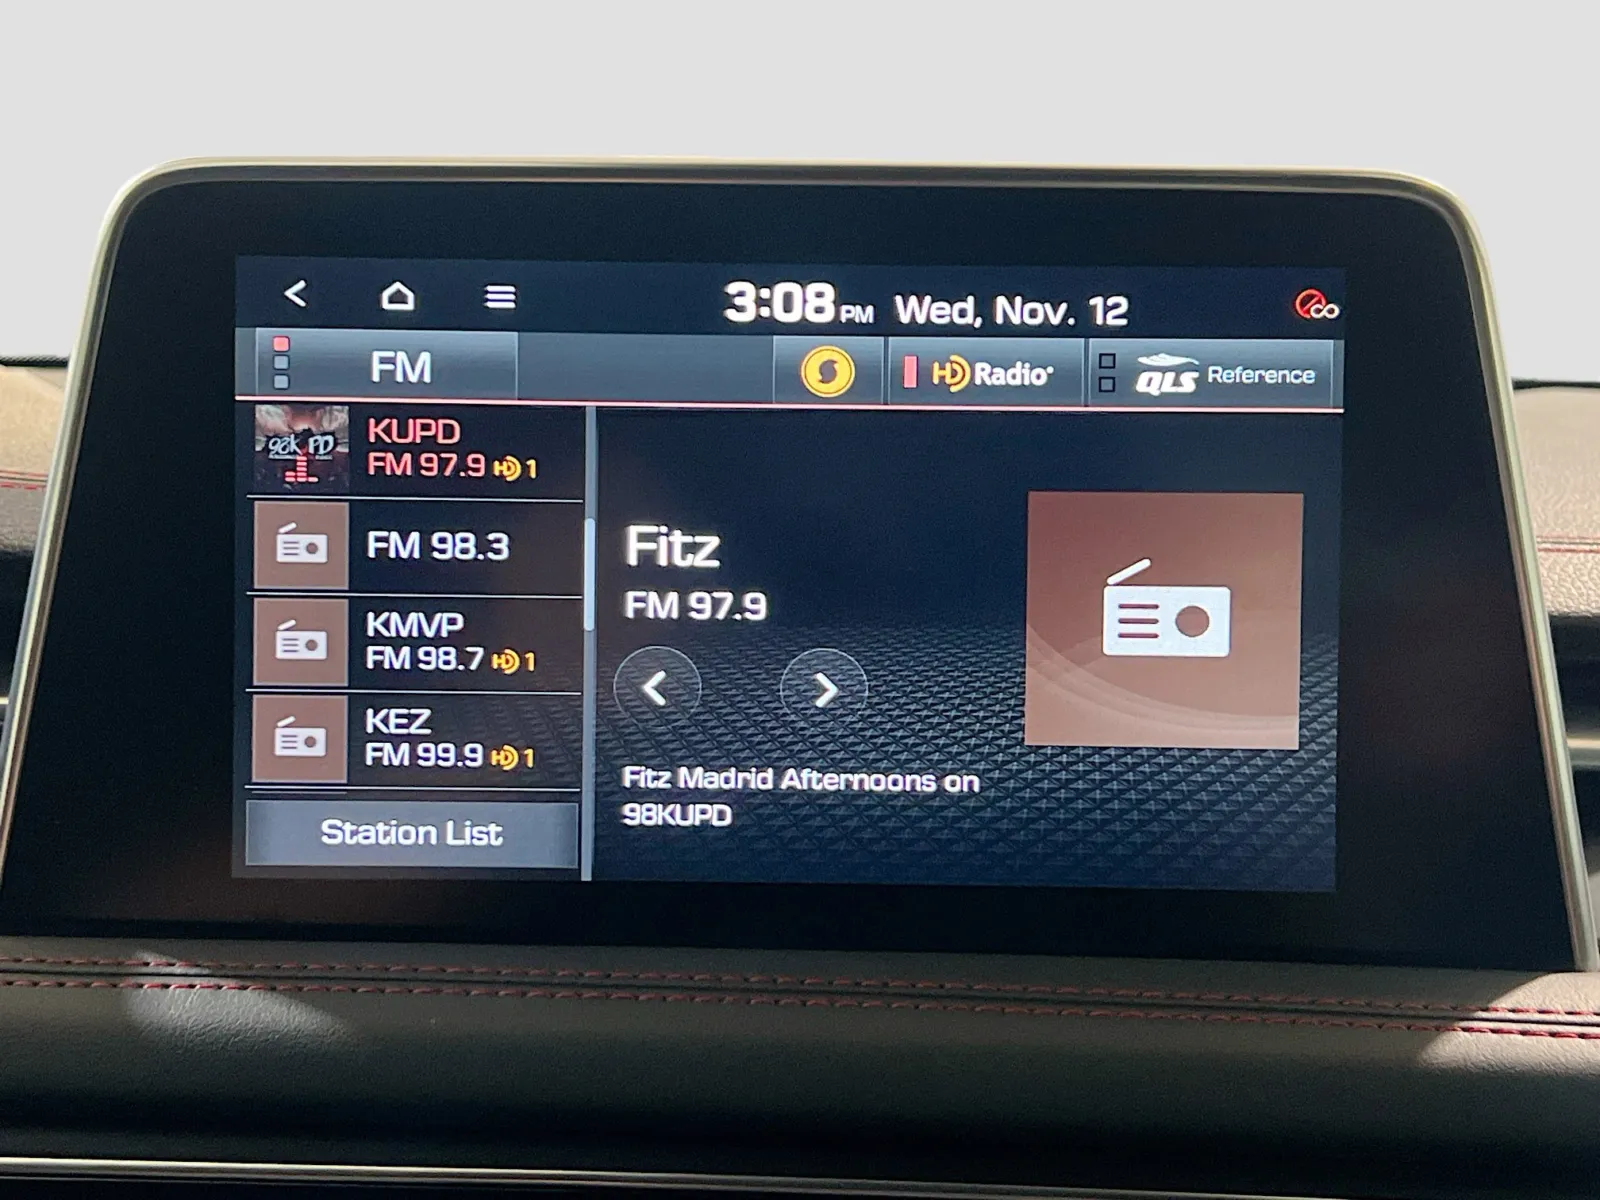 3:08 PM Wed, Nov. 12
FM
HD Radio
QLS Reference
98KUPD
KUPD
FM 97.9 HD 1
FM 98.3
KMVP
FM 98.7 HD 1
KEZ
FM 99.9 HD 1
Station List
Fitz
FM 97.9
Fitz Madrid Afternoons on
98KUPD